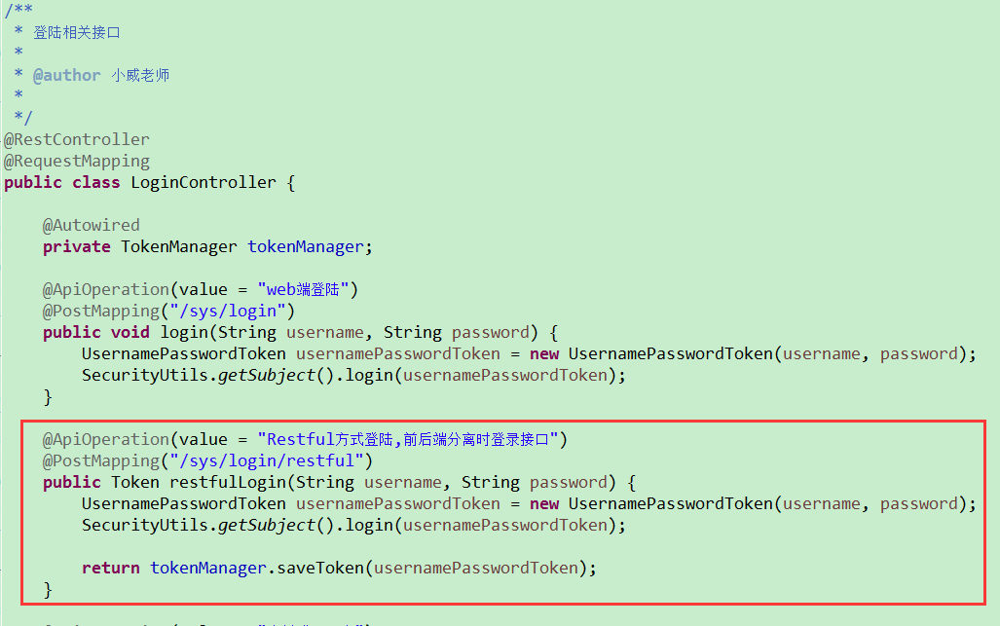 /**
 * 登陆相关接口
 *
 * @author 小威老师
 *
 */
@RestController
@RequestMapping
public class LoginController {
    @Autowired
    private TokenManager tokenManager;
    @ApiOperation(value = "web端登陆")
    @PostMapping("/sys/login")
    public void login(String username, String password) {
        UsernamePasswordToken usernamePasswordToken = new UsernamePasswordToken(username, password);
        SecurityUtils.getSubject().login(usernamePasswordToken);
    }
    @ApiOperation(value = "Restful方式登陆,前后端分离时登录接口")
    @PostMapping("/sys/login/restful")
    public Token restfulLogin(String username, String password) {
        UsernamePasswordToken usernamePasswordToken = new UsernamePasswordToken(username, password);
        SecurityUtils.getSubject().login(usernamePasswordToken);
        return tokenManager.saveToken(usernamePasswordToken);
    }